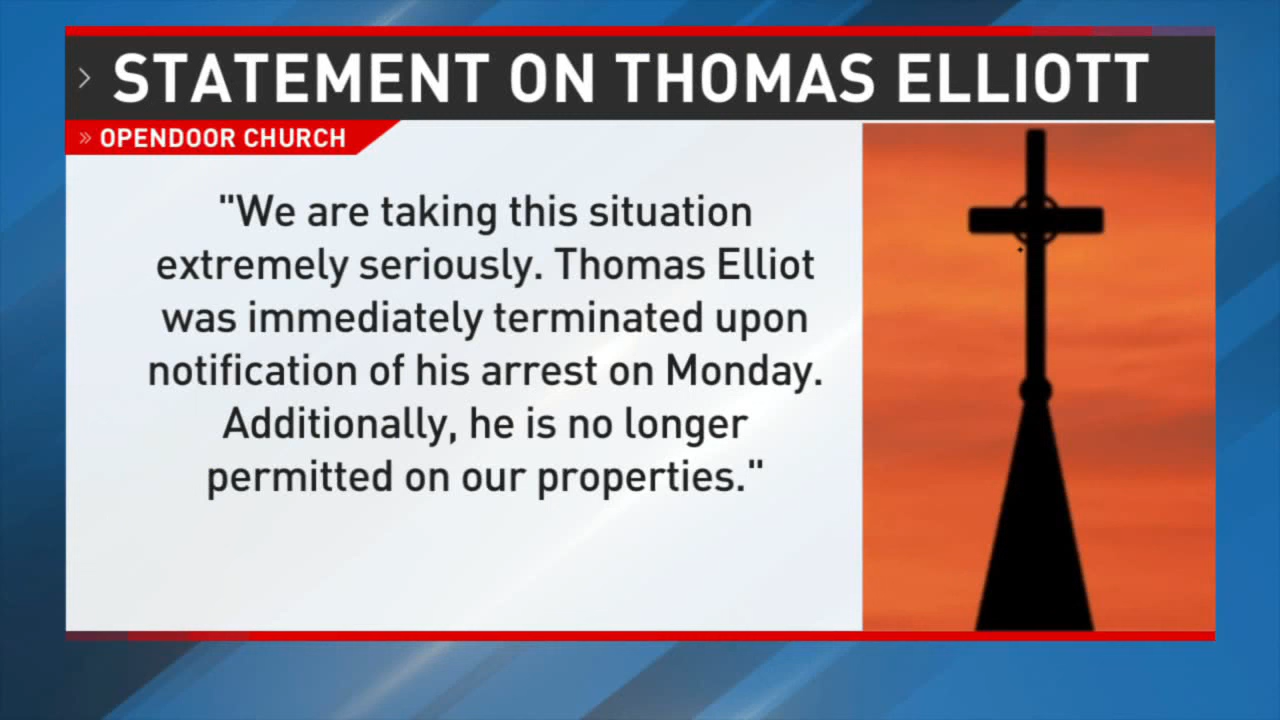 STATEMENT ON THOMAS ELLIOTT
OPENDOOR CHURCH
"We are taking this situation
extremely seriously. Thomas Elliot
was immediately terminated upon
notification of his arrest on Monday.
Additionally, he is no longer
permitted on our properties."